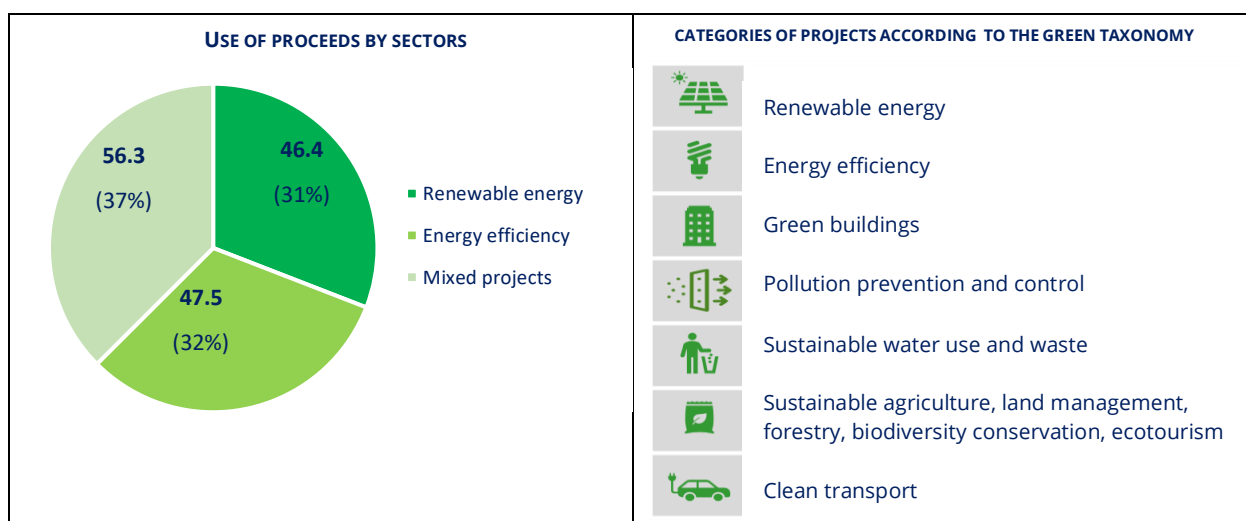 USE OF PROCEEDS BY SECTORS
56.3
(37%)
46.4
(31%)
47.5
(32%)
Renewable energy
Energy efficiency
Mixed projects
CATEGORIES OF PROJECTS ACCORDING TO THE GREEN TAXONOMY
Renewable energy
Energy efficiency
Green buildings
Pollution prevention and control
Sustainable water use and waste
Sustainable agriculture, land management,
forestry, biodiversity conservation, ecotourism
Clean transport